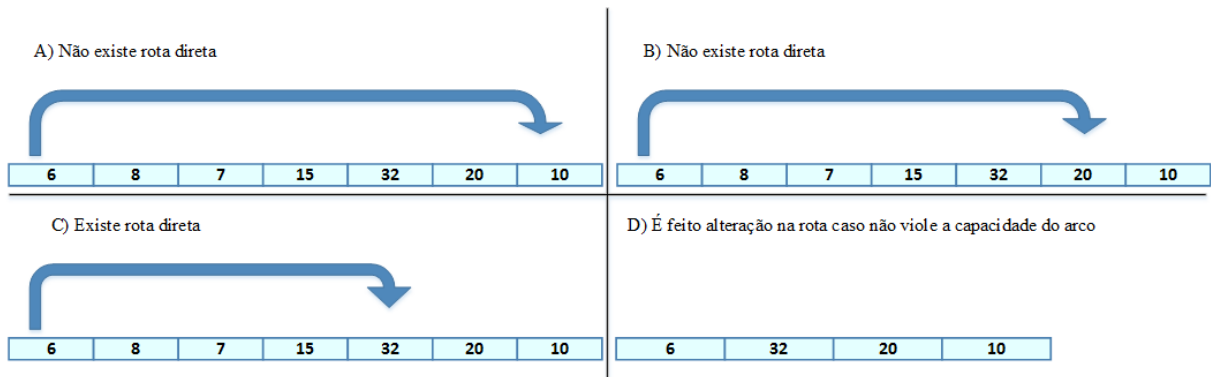 A) Não existe rota direta
6 8 7 15 32 20 10
B) Não existe rota direta
6 8 7 15 32 20 10
C) Existe rota direta
6 8 7 15 32 20 10
D) É feito alteração na rota caso não viole a capacidade do arco
6 32 20 10